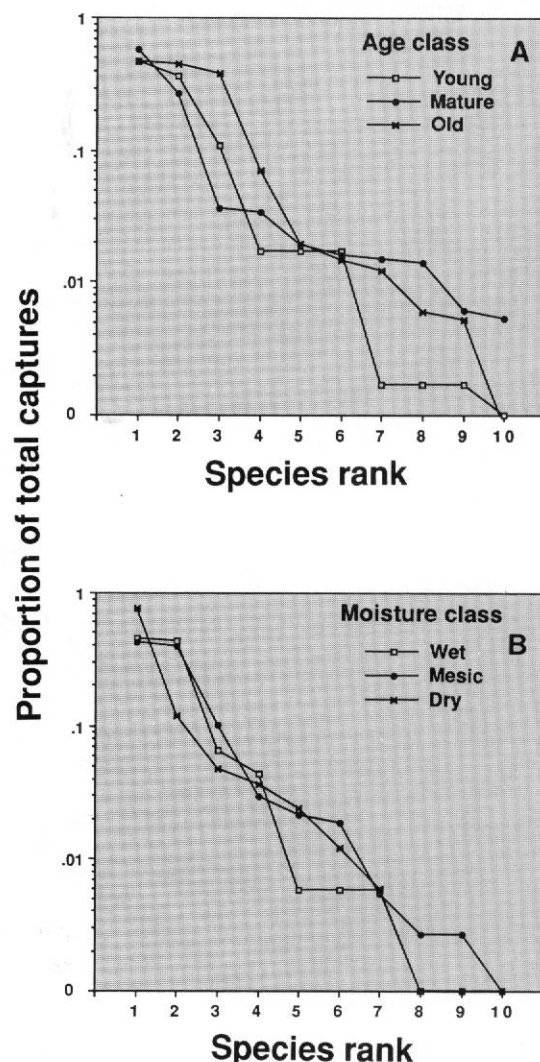 Proportion of total captures
1
.1
.01
0
Age class
A
Young
Mature
Old
1 2 3 4 5 6 7 8 9 10
Species rank
1
.1
.01
0
Moisture class
B
Wet
Mesic
Dry
1 2 3 4 5 6 7 8 9 10
Species rank